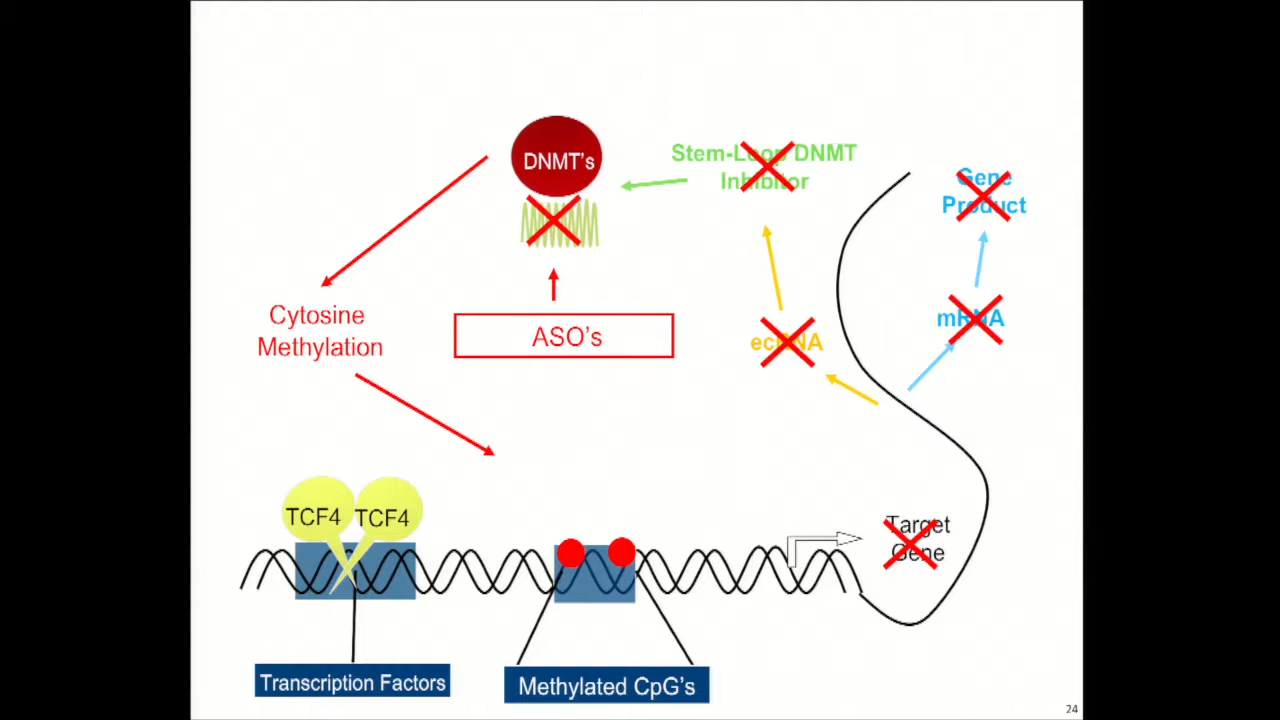 DNMT's
Stem-Loop DNMT
Inhibitor
Gene
Product
Cytosine
Methylation
ASO's
ecRNA
mRNA
TCF4
TCF4
Target
Gene
Transcription Factors
Methylated CpG's
24